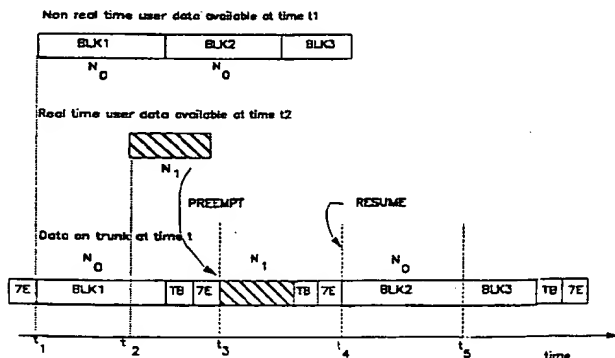 Non real time user data available at time t1
BLK1 BLK2 BLK3
N0 N0
Real time user data available at time t2
N1
PREEMPT RESUME
Data on trunk at time t
N0 N1 N0
7E BLK1 TB 7E TB 7E BLK2 BLK3 TB 7E
t1 t2 t3 t4 t5 time